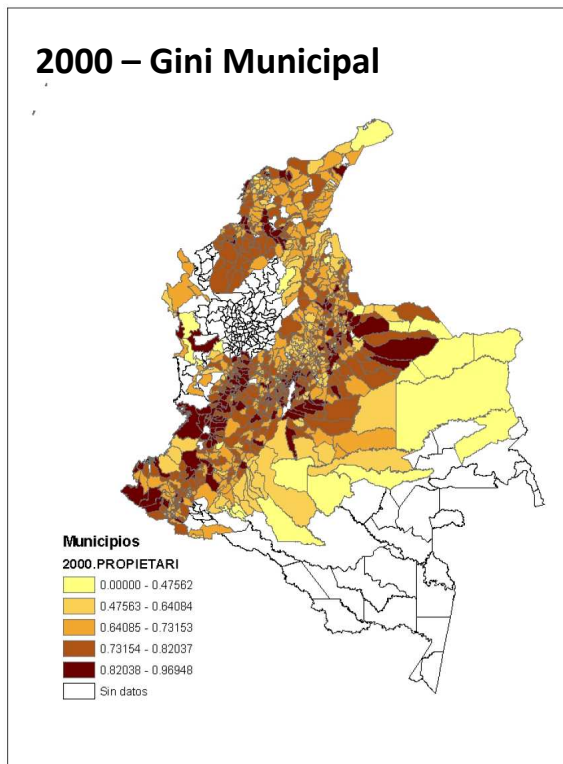 2000 – Gini Municipal
Municipios
2000.PROPIETARI
0.00000 - 0.47562
0.47563 - 0.64084
0.64085 - 0.73153
0.73154 - 0.82037
0.82038 - 0.96948
Sin datos